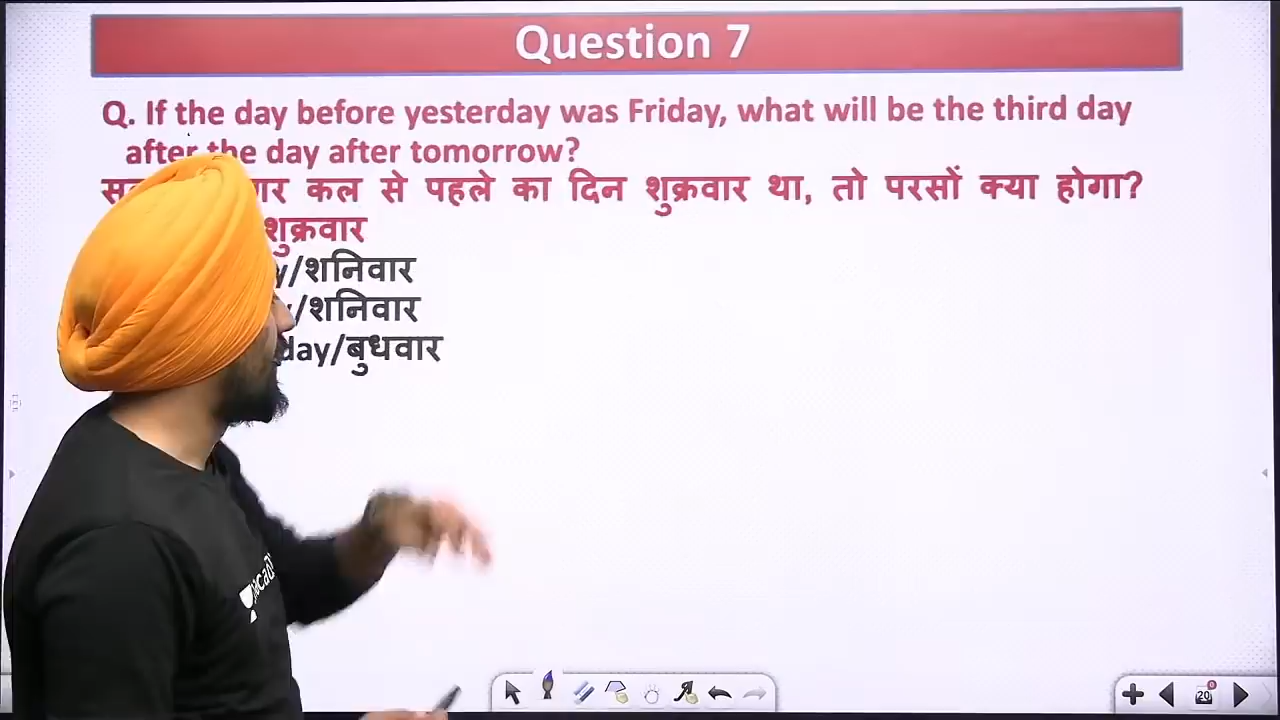 Question 7
Q. If the day before yesterday was Friday, what will be the third day
after the day after tomorrow?
कल से पहले का दिन शुक्रवार था, तो परसों क्या होगा?
शुक्रवार
/शनिवार
/शनिवार
day/बुधवार
20